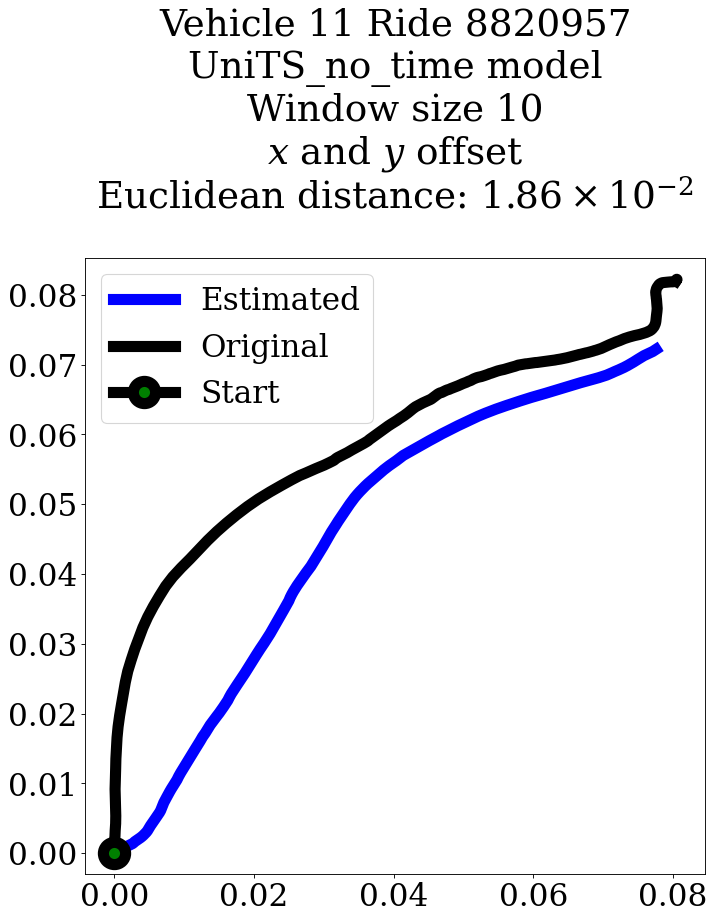 Vehicle 11 Ride 8820957
UniTS_no_time model
Window size 10
x and y offset
Euclidean distance: 1.86 × 10⁻²
Estimated
Original
Start
0.08
0.07
0.06
0.05
0.04
0.03
0.02
0.01
0.00
0.00 0.02 0.04 0.06 0.08